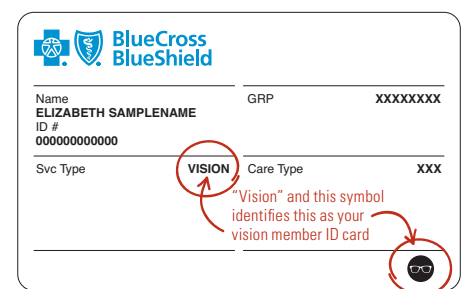 BlueCross
BlueShield
Name
ELIZABETH SAMPLENAME
ID #
000000000000
GRP XXXXXXXX
Svc Type VISION
Care Type XXX
"Vision" and this symbol
identifies this as your
vision member ID card